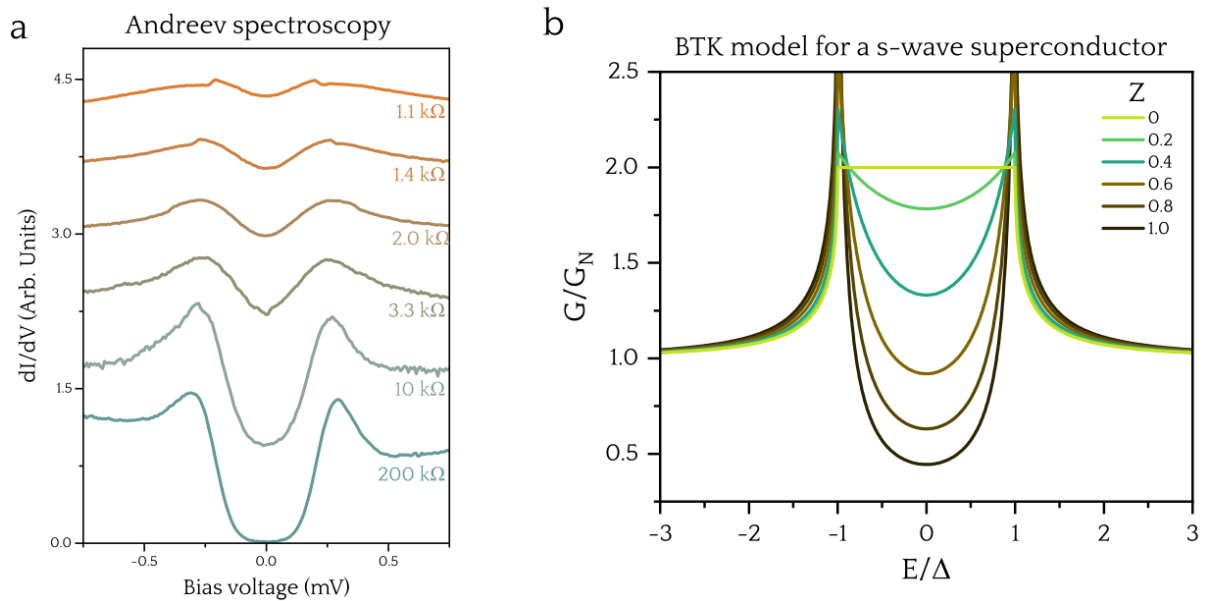 a
Andreev spectroscopy
4.5
3.0
1.5
0.0
dI/dV (Arb. Units)
1.1 kΩ
1.4 kΩ
2.0 kΩ
3.3 kΩ
10 kΩ
200 kΩ
-0.5
0.0
0.5
Bias voltage (mV)
b
BTK model for a s-wave superconductor
2.5
2.0
1.5
1.0
0.5
G/G_N
Z
0
0.2
0.4
0.6
0.8
1.0
-3
-2
-1
0
1
2
3
E/Δ